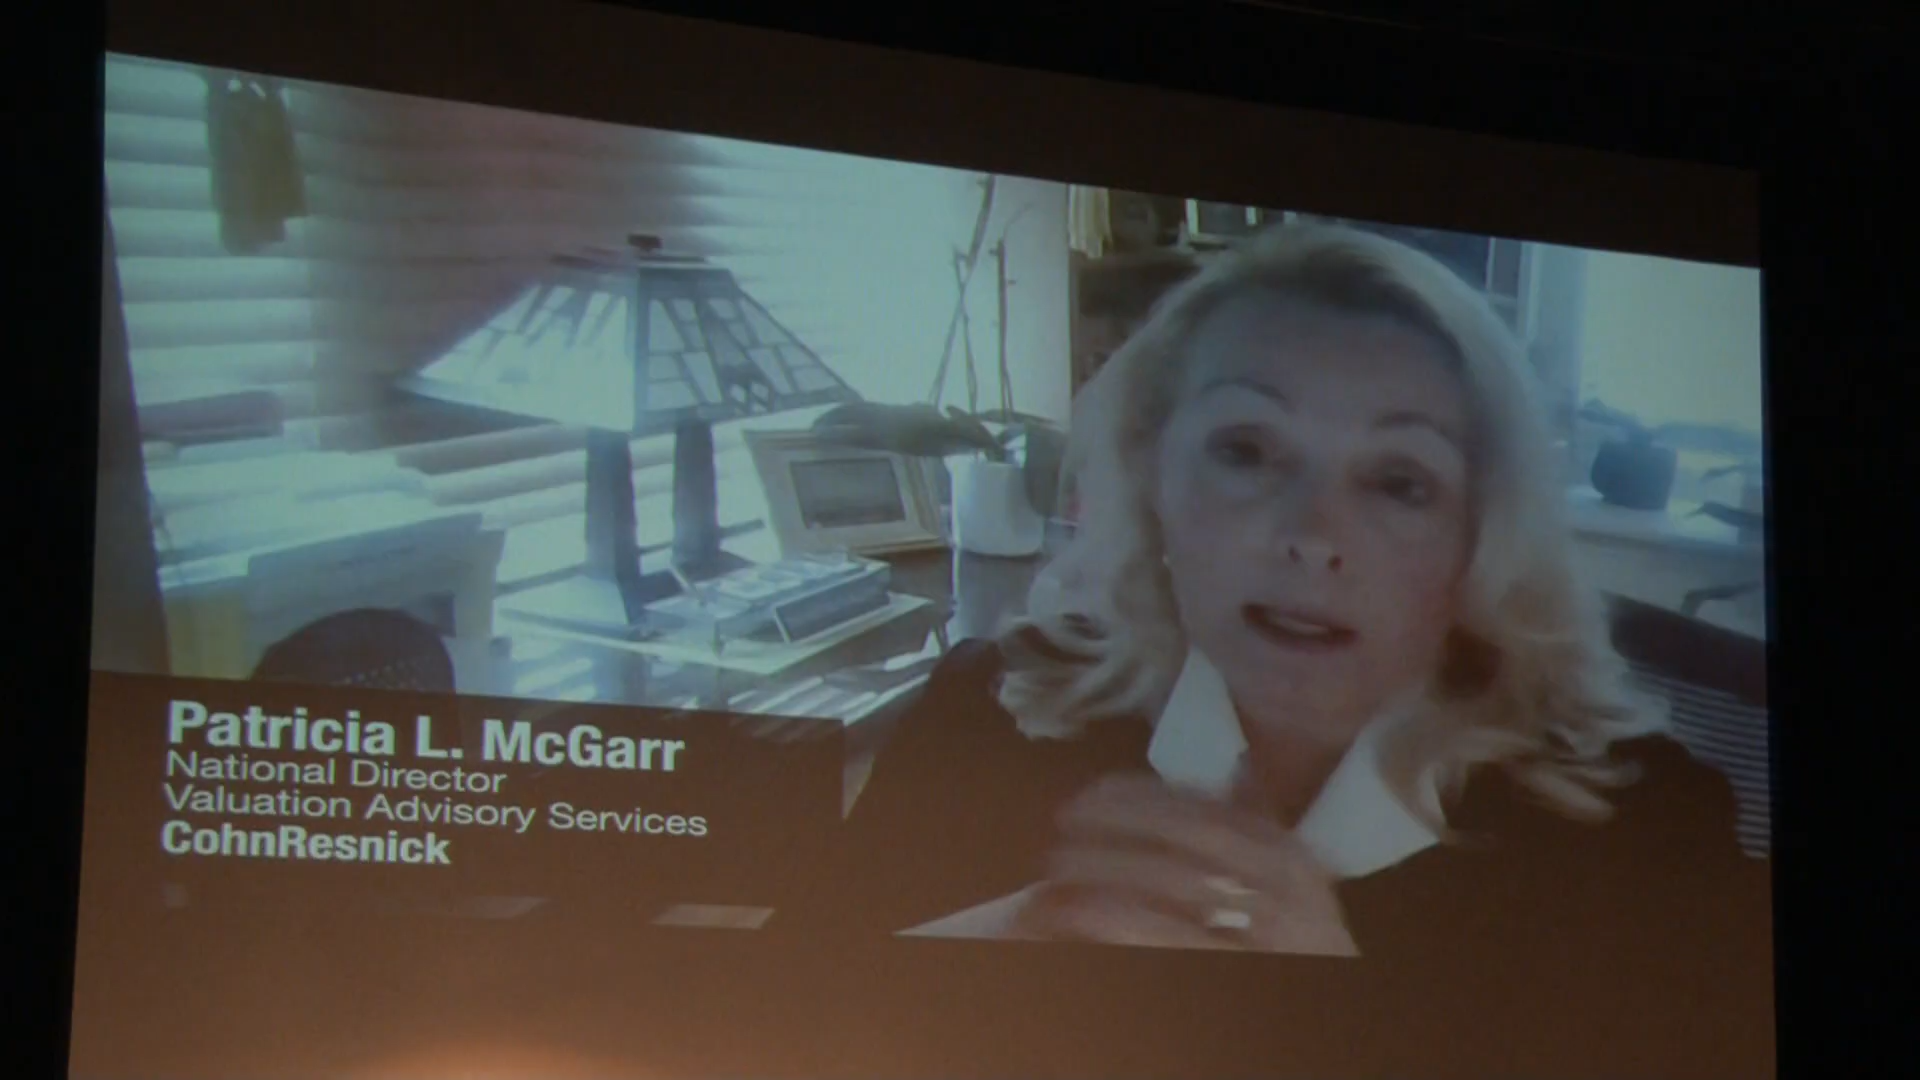 Patricia L. McGarr
National Director
Valuation Advisory Services
CohnResnick